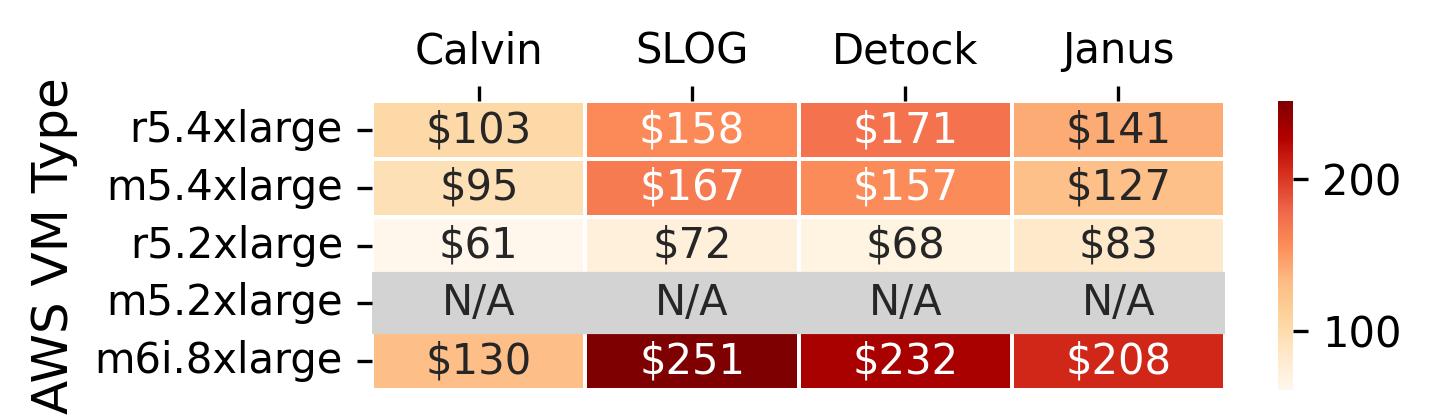 Calvin SLOG Detock Janus
AWS VM Type
r5.4xlarge $103 $158 $171 $141
m5.4xlarge $95 $167 $157 $127
r5.2xlarge $61 $72 $68 $83
m5.2xlarge N/A N/A N/A N/A
m6i.8xlarge $130 $251 $232 $208
200
100